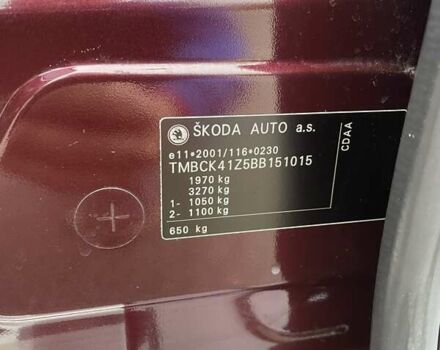 ŠKODA AUTO a.s.
e11*2001/116*0230
TMBCK41Z5BB151015
1970 kg
3270 kg
1- 1050 kg
2- 1100 kg
650 kg
CDAA